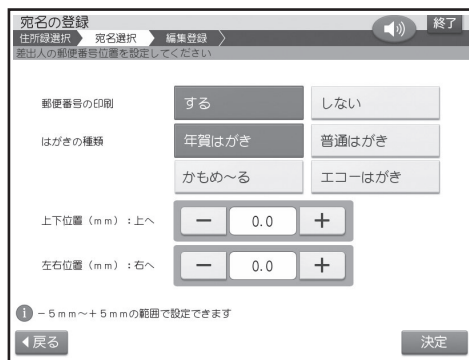 宛名の登録
終了
住所録選択 宛名選択 編集登録
差出人の郵便番号位置を設定してください
郵便番号の印刷 する しない
はがきの種類 年賀はがき 普通はがき
かもめ～る エコーはがき
上下位置（mm）：上へ － 0.0 ＋
左右位置（mm）：右へ － 0.0 ＋
i －5mm～＋5mmの範囲で設定できます
戻る 決定